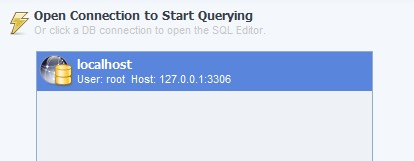 Open Connection to Start Querying
Or click a DB connection to open the SQL Editor.
localhost
User: root Host: 127.0.0.1:3306